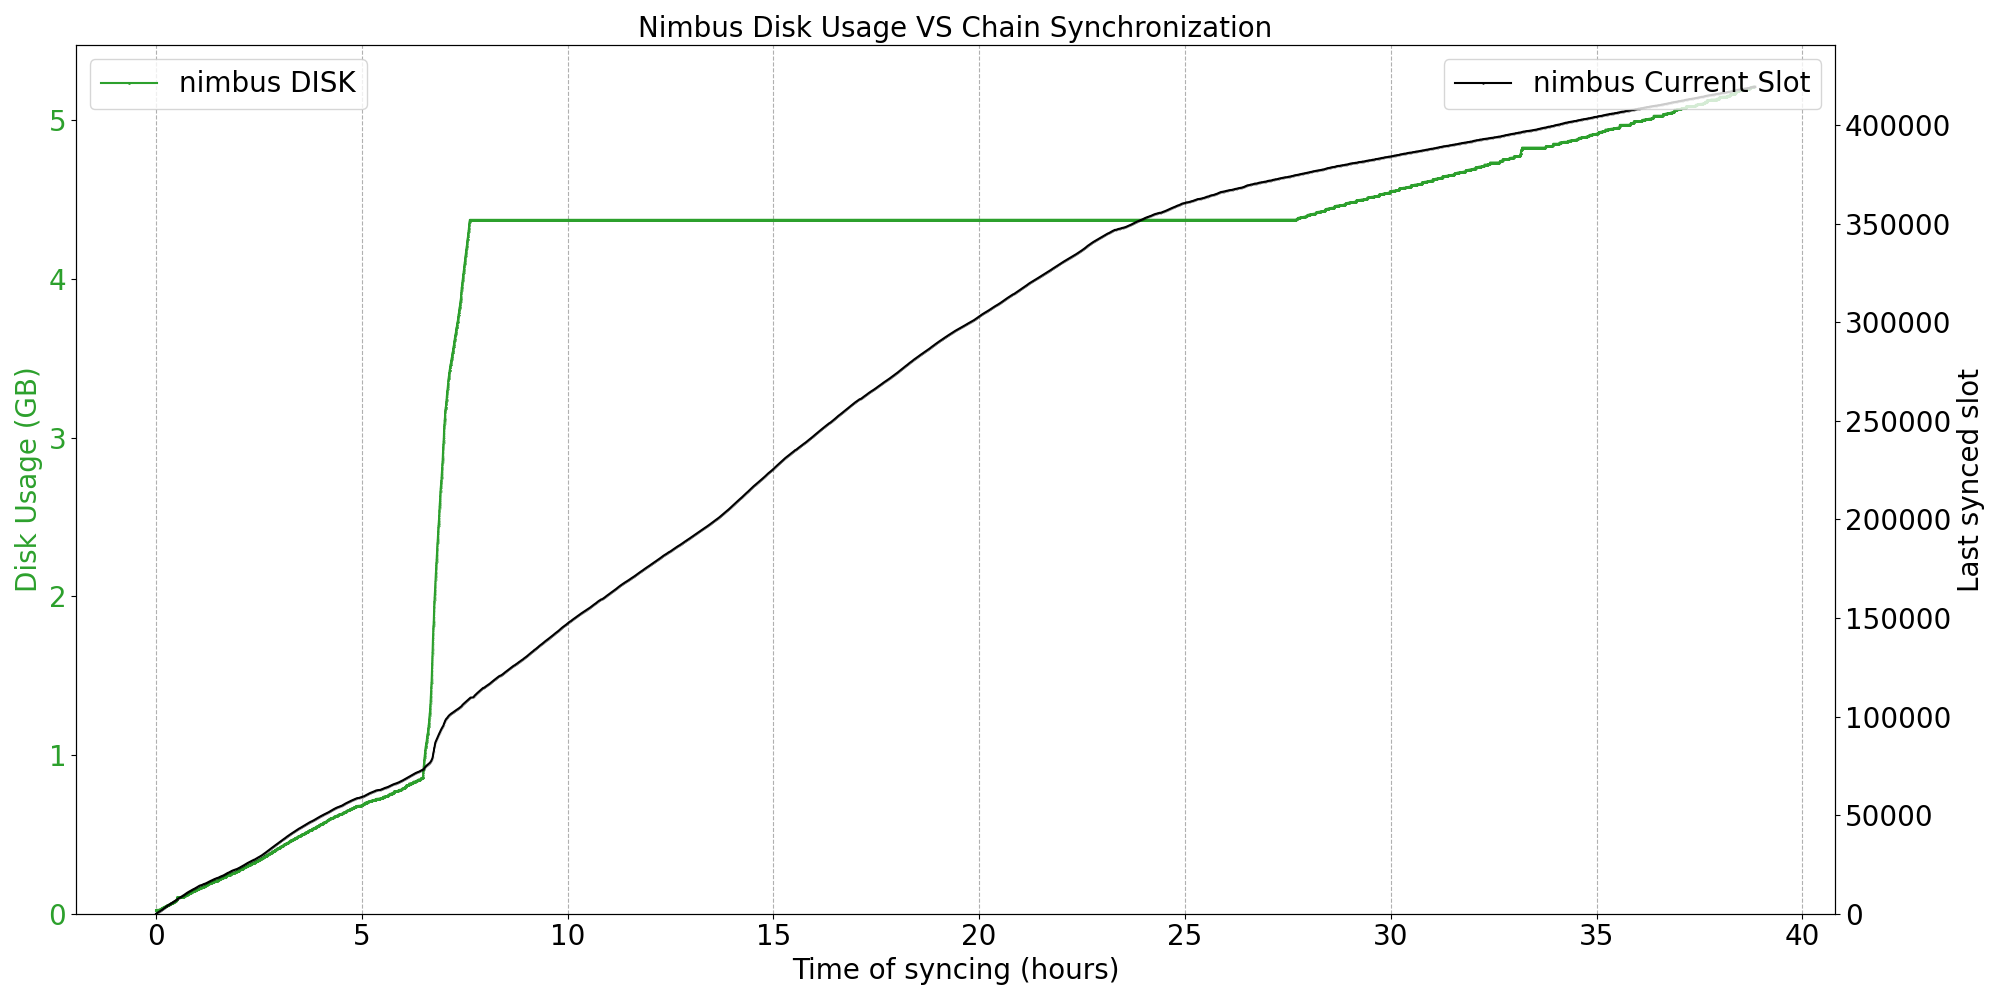 Nimbus Disk Usage VS Chain Synchronization
nimbus DISK
nimbus Current Slot
Disk Usage (GB)
5
4
3
2
1
0
400000
350000
300000
250000
200000
150000
100000
50000
0
Last synced slot
0 5 10 15 20 25 30 35 40
Time of syncing (hours)